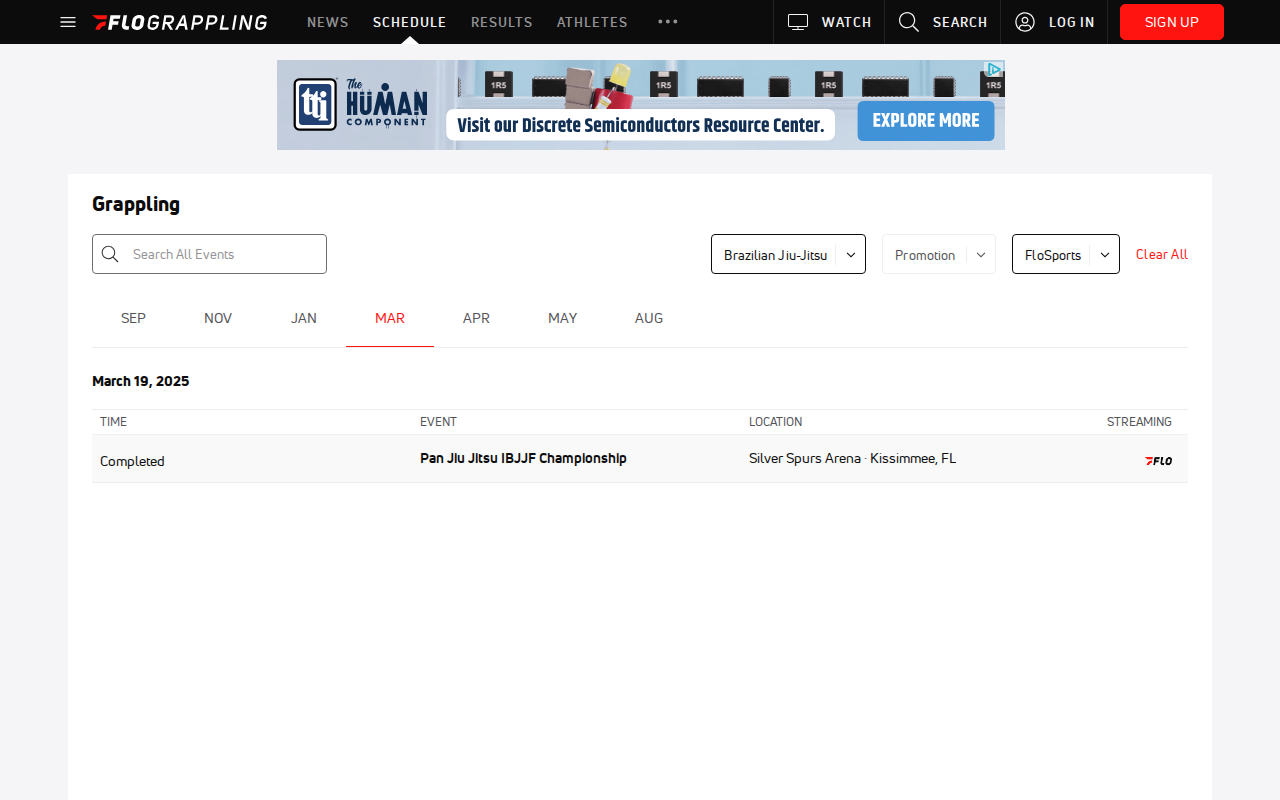 FLOGRAPPLING NEWS SCHEDULE RESULTS ATHLETES ••• WATCH SEARCH LOG IN SIGN UP
tti The HUMAN COMPONENT 1R5 1R5 1R5 1R5
Visit our Discrete Semiconductors Resource Center. EXPLORE MORE
Grappling
Search All Events Brazilian Jiu-Jitsu Promotion FloSports Clear All
SEP NOV JAN MAR APR MAY AUG
March 19, 2025
TIME EVENT LOCATION STREAMING
Completed Pan Jiu Jitsu IBJJF Championship Silver Spurs Arena · Kissimmee, FL FLO